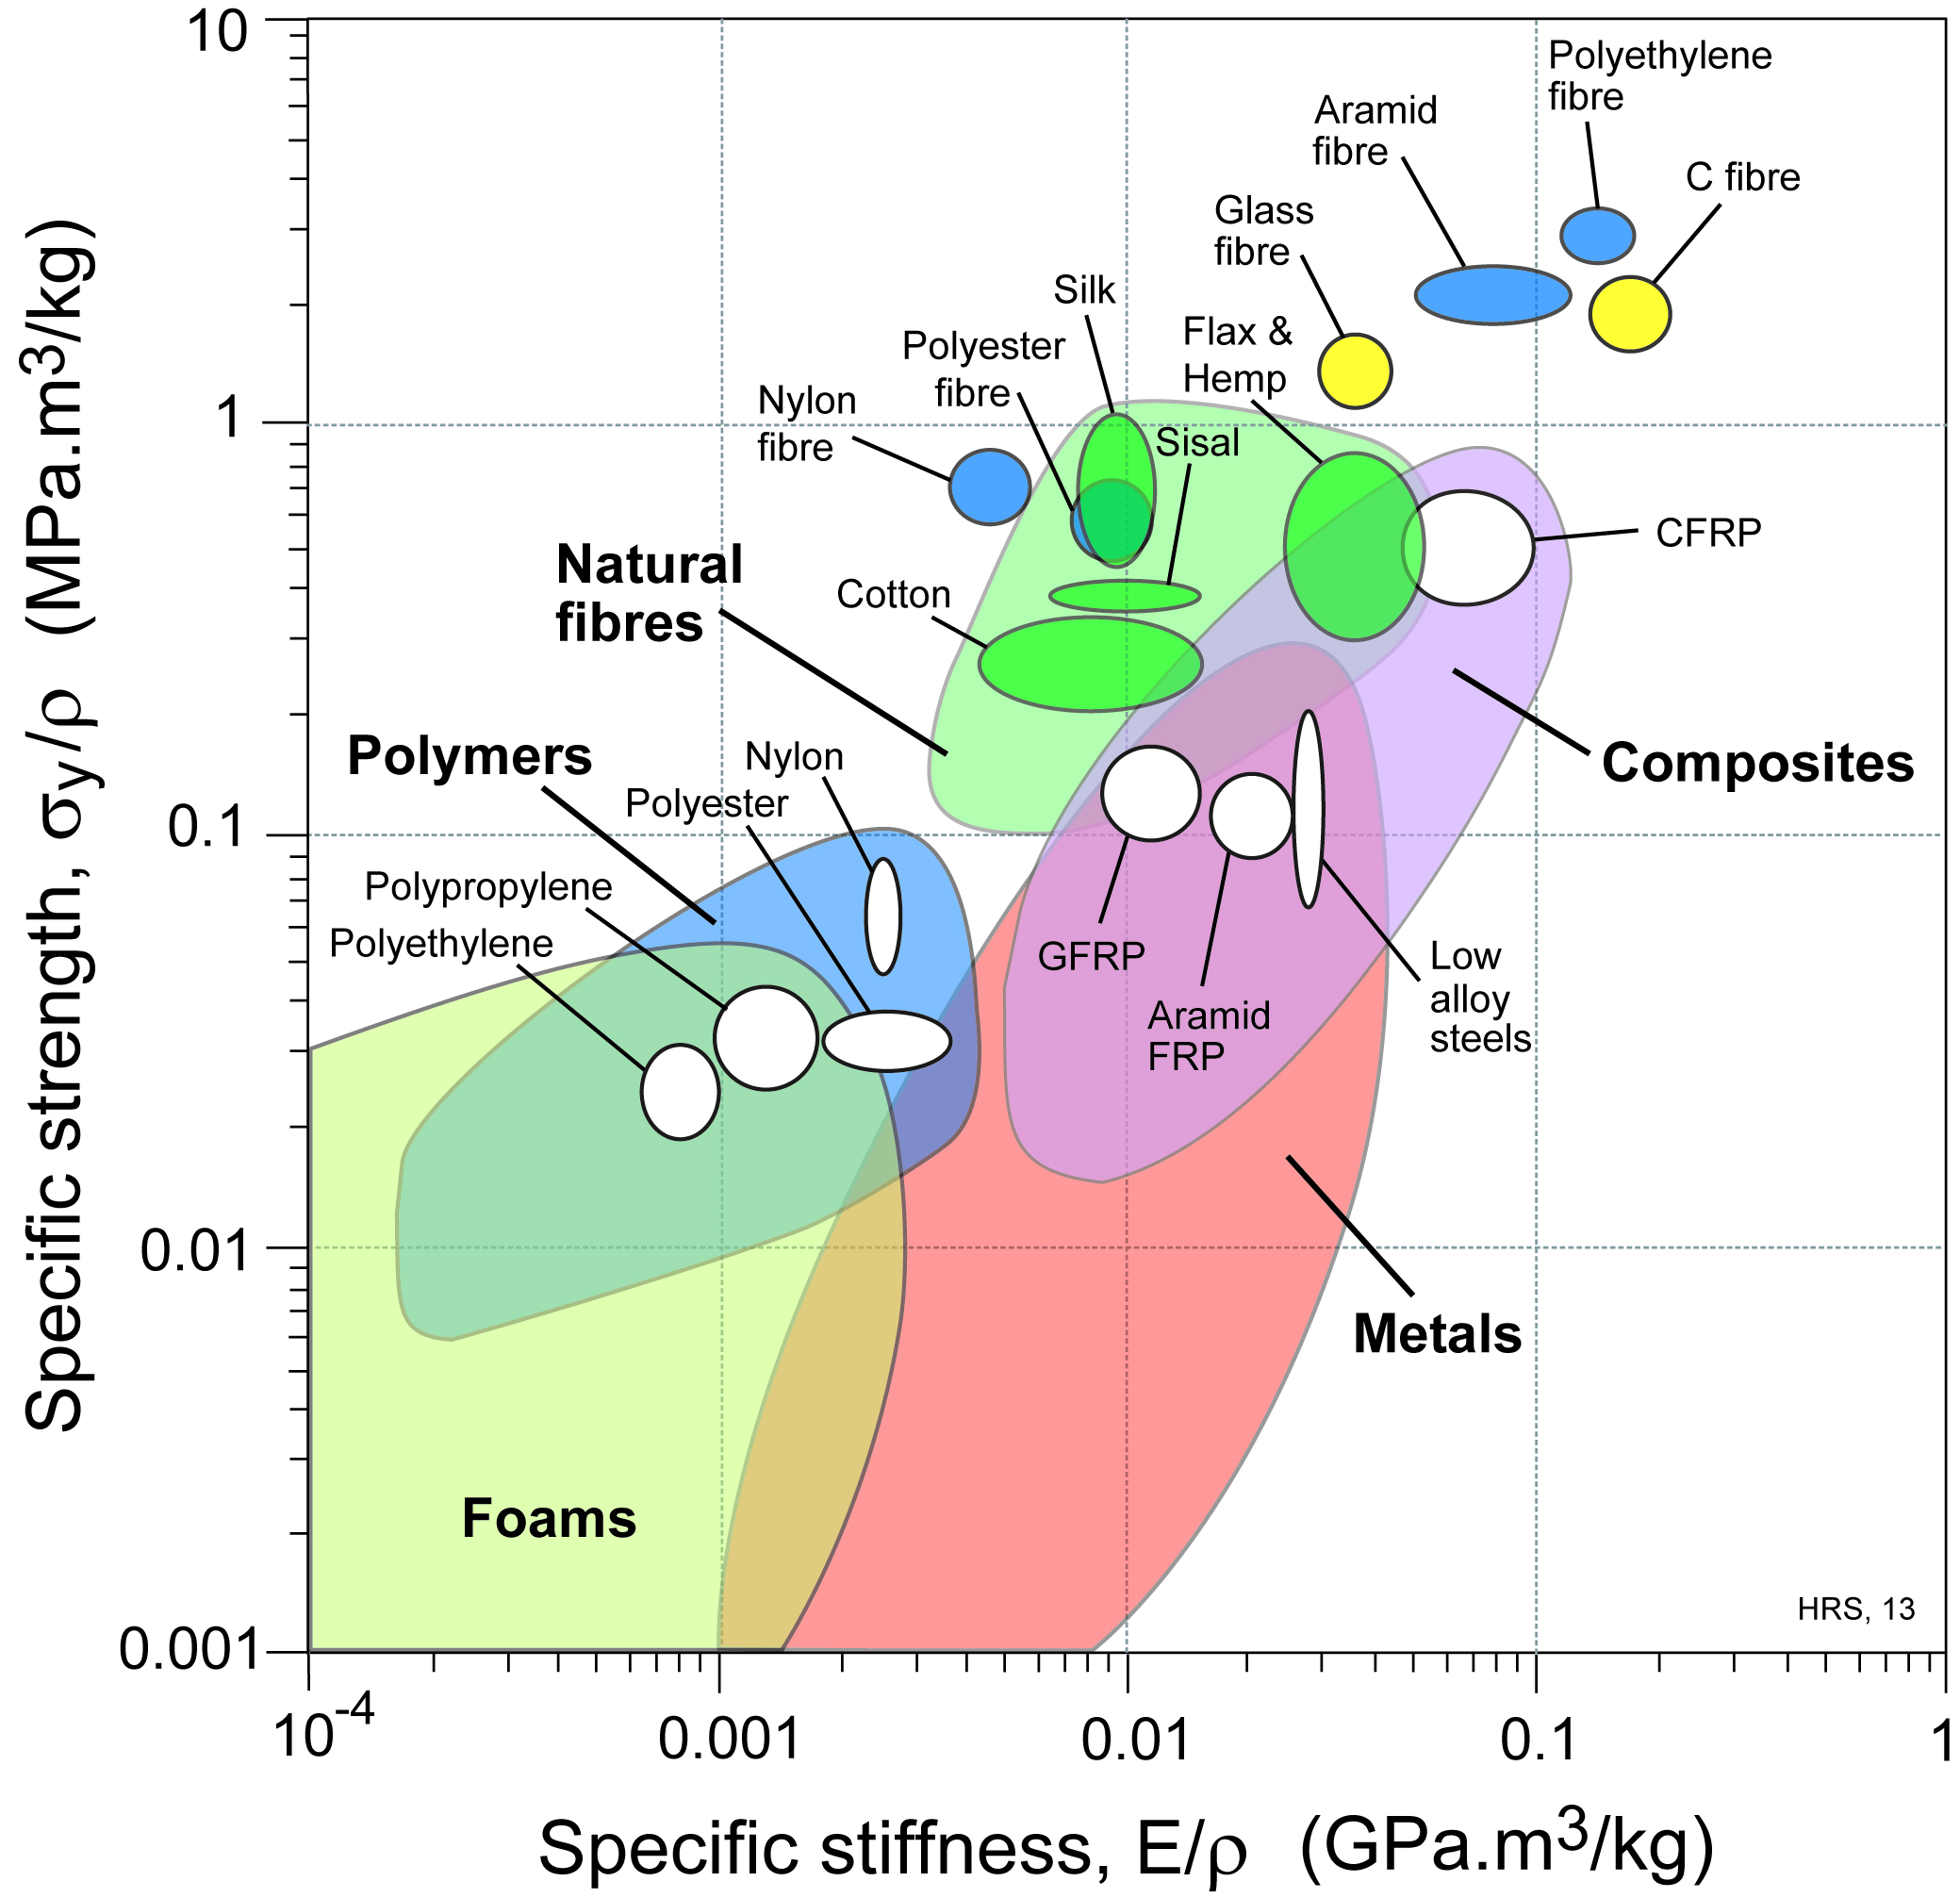 10
1
0.1
0.01
0.001
Specific strength, σy/ρ (MPa.m3/kg)
Polyethylene
fibre
Aramid
fibre
C fibre
Glass
fibre
Silk
Flax &
Hemp
Polyester
fibre
Nylon
fibre
Sisal
CFRP
Natural
fibres
Cotton
Composites
Polymers
Nylon
Polyester
Polypropylene
Polyethylene
GFRP
Aramid
FRP
Low
alloy
steels
Metals
Foams
HRS, 13
10-4
0.001
0.01
0.1
1
Specific stiffness, E/ρ (GPa.m3/kg)